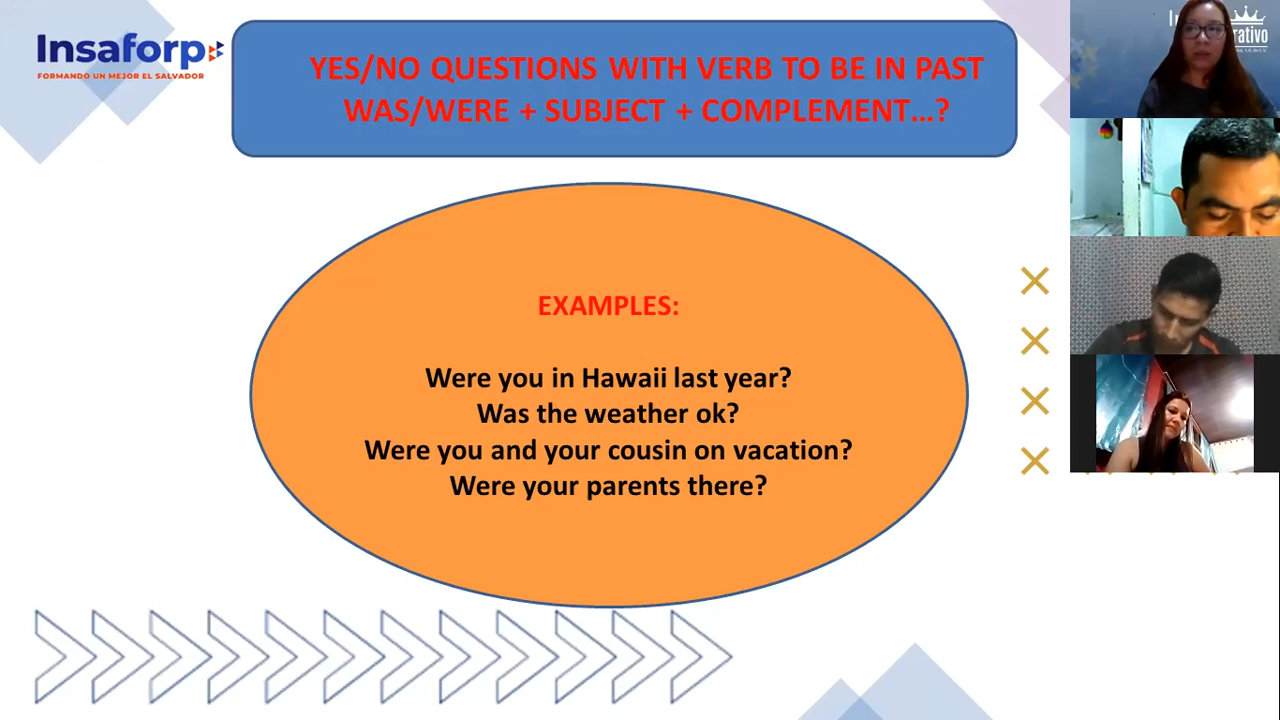 Insaforp
FORMANDO UN MEJOR EL SALVADOR
YES/NO QUESTIONS WITH VERB TO BE IN PAST
WAS/WERE + SUBJECT + COMPLEMENT...?
EXAMPLES:
Were you in Hawaii last year?
Was the weather ok?
Were you and your cousin on vacation?
Were your parents there?